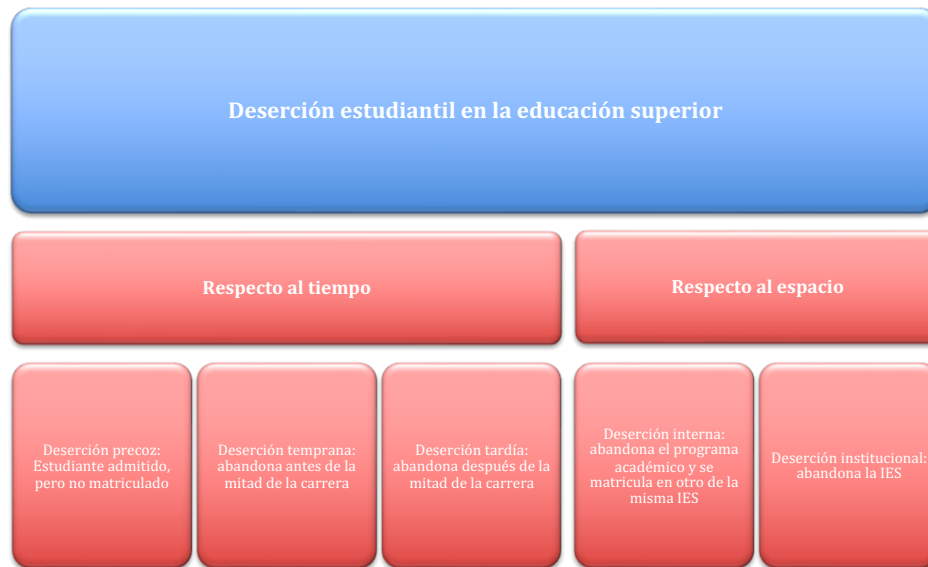 Deserción estudiantil en la educación superior
Respecto al tiempo
Respecto al espacio
Deserción precoz:
Estudiante admitido,
pero no matriculado
Deserción temprana:
abandona antes de la
mitad de la carrera
Deserción tardía:
abandona después de la
mitad de la carrera
Deserción interna:
abandona el programa
académico y se
matricula en otro de la
misma IES
Deserción institucional:
abandona la IES